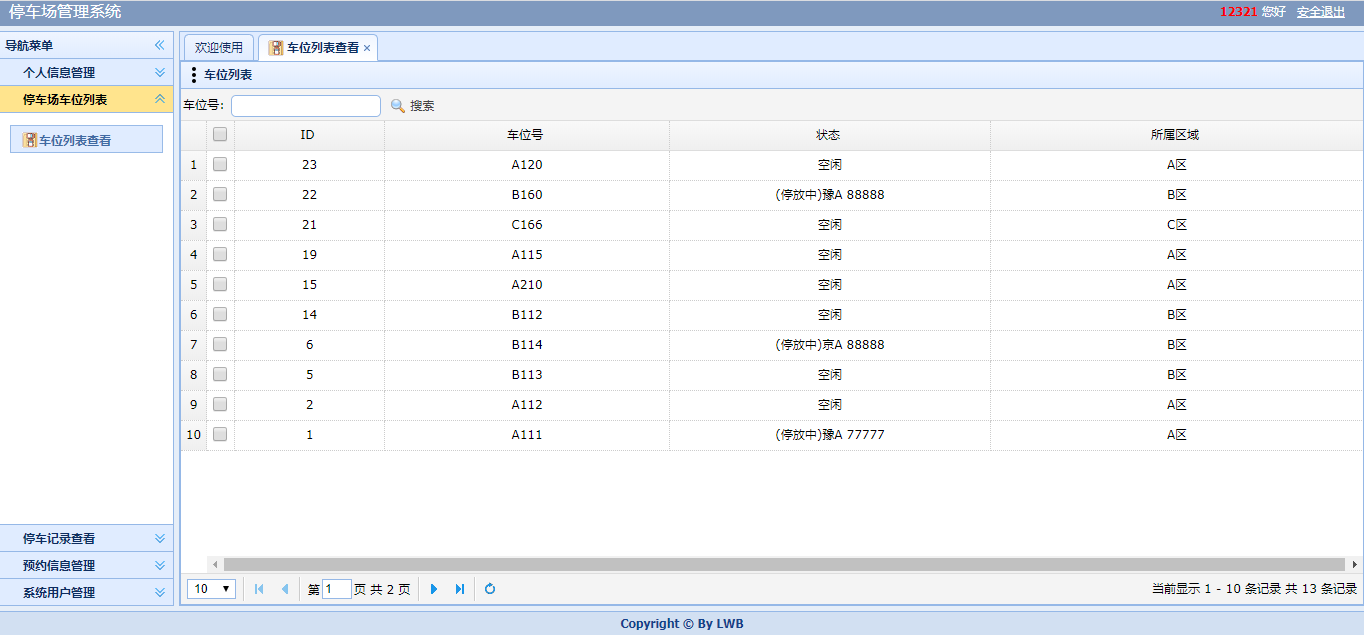 停车场管理系统
12321 您好 安全退出
导航菜单
个人信息管理
停车场车位列表
车位列表查看
停车记录查看
预约信息管理
系统用户管理
欢迎使用 车位列表查看 ×
车位列表
车位号: 搜索
ID 车位号 状态 所属区域
1 23 A120 空闲 A区
2 22 B160 (停放中)豫A 88888 B区
3 21 C166 空闲 C区
4 19 A115 空闲 A区
5 15 A210 空闲 A区
6 14 B112 空闲 B区
7 6 B114 (停放中)京A 88888 B区
8 5 B113 空闲 B区
9 2 A112 空闲 A区
10 1 A111 (停放中)豫A 77777 A区
10 第 1 页 共 2 页 当前显示 1 - 10 条记录 共 13 条记录
Copyright © By LWB